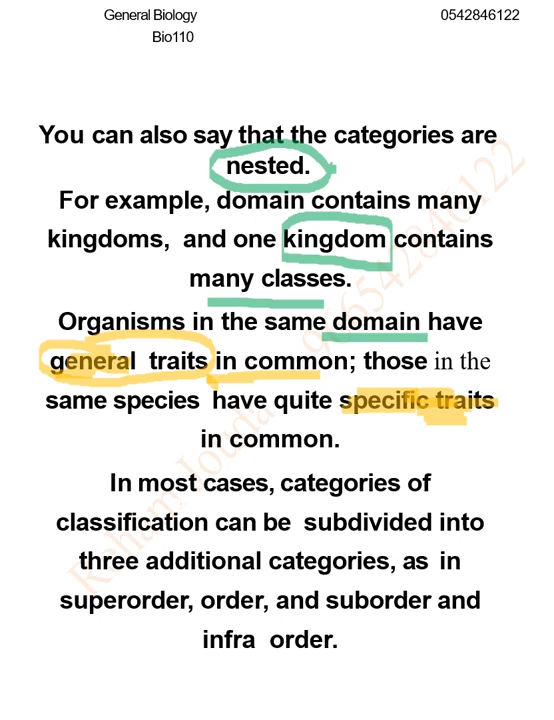 General Biology 0542846122
Bio110
You can also say that the categories are
nested.
For example, domain contains many
kingdoms, and one kingdom contains
many classes.
Organisms in the same domain have
general traits in common; those in the
same species have quite specific traits
in common.
In most cases, categories of
classification can be subdivided into
three additional categories, as in
superorder, order, and suborder and
infra order.